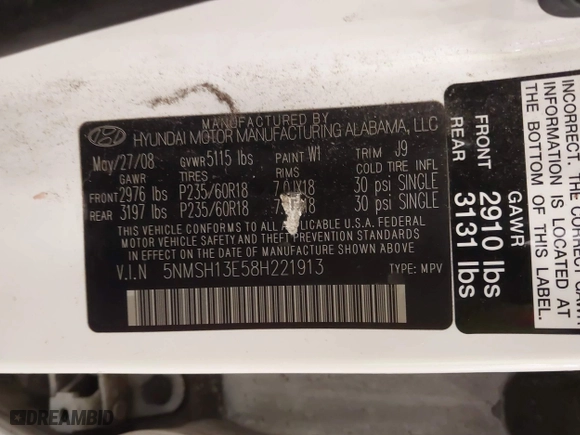 MANUFACTURED BY
HYUNDAI MOTOR MANUFACTURING ALABAMA, LLC
May/27/08 GVWR 5115 lbs PAINT W1 TRIM J9
GAWR TIRES RIMS COLD TIRE INFL
FRONT 2976 lbs P235/60R18 7.0JX18 30 psi SINGLE
REAR 3197 lbs P235/60R18 30 psi SINGLE
THIS VEHICLE CONFORMS TO ALL APPLICABLE U.S.A. FEDERAL
MOTOR VEHICLE SAFETY AND THEFT PREVENTION STANDARDS
IN EFFECT ON THE DATE OF MANUFACTURE SHOWN ABOVE.
V.I.N 5NMSH13E58H221913 TYPE: MPV
GAWR
FRONT 2910 lbs
REAR 3131 lbs
INCORRECT.
INFORMATION IS LOCATED AT
THE BOTTOM OF THIS LABEL.
DREAMBID